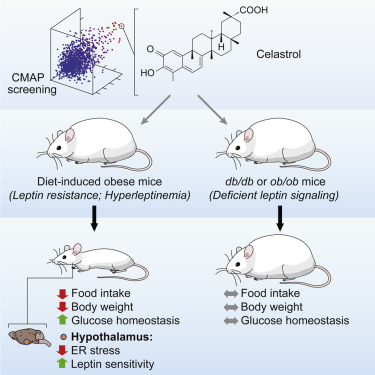 COOH
O
HO
H
Celastrol
CMAP
screening
Diet-induced obese mice
(Leptin resistance; Hyperleptinemia)
db/db or ob/ob mice
(Deficient leptin signaling)
Food intake
Body weight
Glucose homeostasis
Hypothalamus:
ER stress
Leptin sensitivity
Food intake
Body weight
Glucose homeostasis